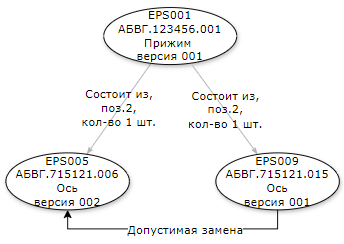 EPS001
АБВГ.123456.001
Прижим
версия 001
Состоит из,
поз.2,
кол-во 1 шт.
Состоит из,
поз.2,
кол-во 1 шт.
EPS005
АБВГ.715121.006
Ось
версия 002
EPS009
АБВГ.715121.015
Ось
версия 001
Допустимая замена